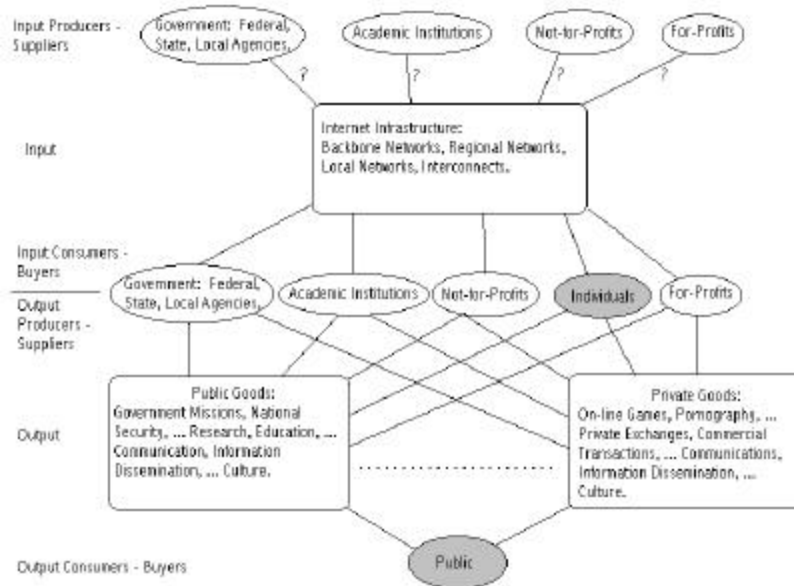 Input Producers -
Suppliers
Government: Federal,
State, Local Agencies,
Academic Institutions
Not-for-Profits
For-Profits
?
?
?
?
Input
Internet Infrastructure:
Backbone Networks, Regional Networks,
Local Networks, Interconnects.
Input Consumers -
Buyers
Output
Producers -
Suppliers
Government: Federal,
State, Local Agencies,
Academic Institutions
Not-for-Profits
Individuals
For-Profits
Output
Public Goods:
Government Missions, National
Security, ... Research, Education, ...
Communication, Information
Dissemination, ... Culture.
Private Goods:
On-line Games, Pornography, ...
Private Exchanges, Commercial
Transactions, ... Communications,
Information Dissemination, ...
Culture.
Output Consumers - Buyers
Public